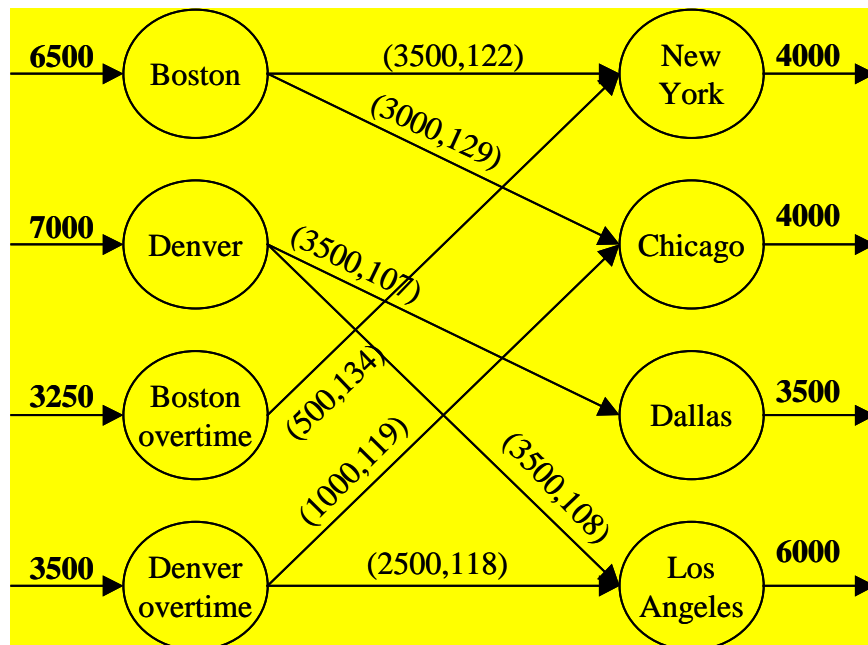 6500
Boston
(3500,122)
New
York
4000
(3000,129)
7000
Denver
(3500,107)
Chicago
4000
3250
Boston
overtime
(500,134)
Dallas
3500
(1000,119)
(3500,108)
3500
Denver
overtime
(2500,118)
Los
Angeles
6000